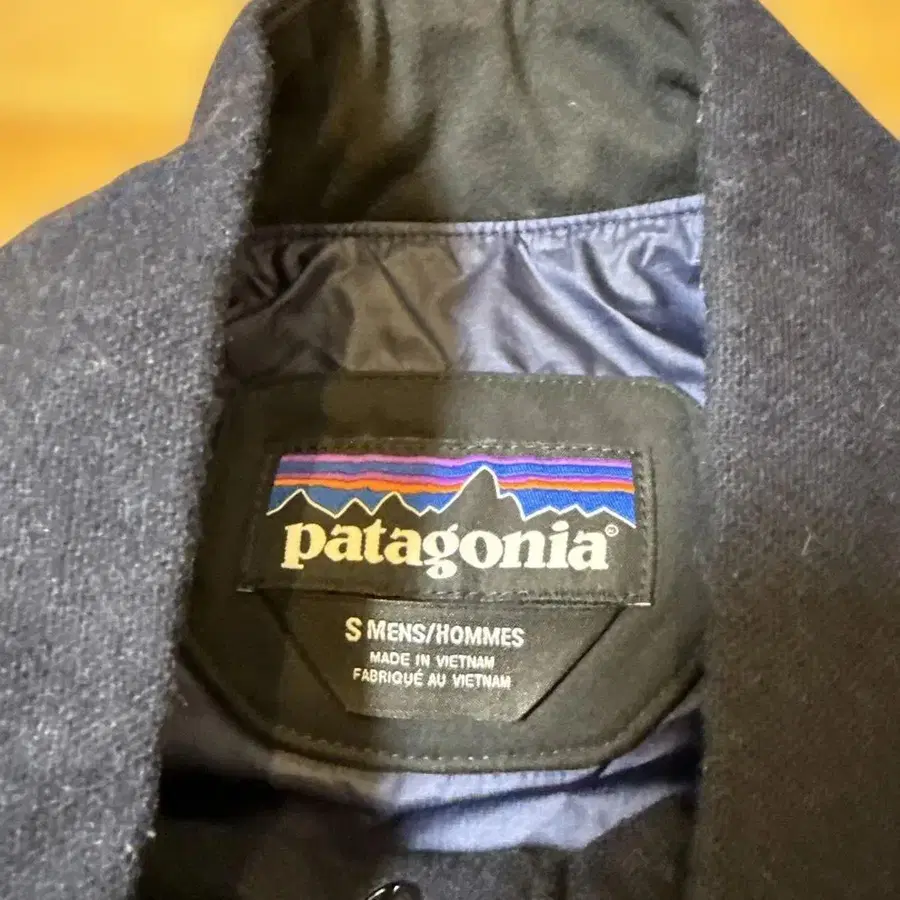 patagonia®
S MENS/HOMMES
MADE IN VIETNAM
FABRIQUÉ AU VIETNAM